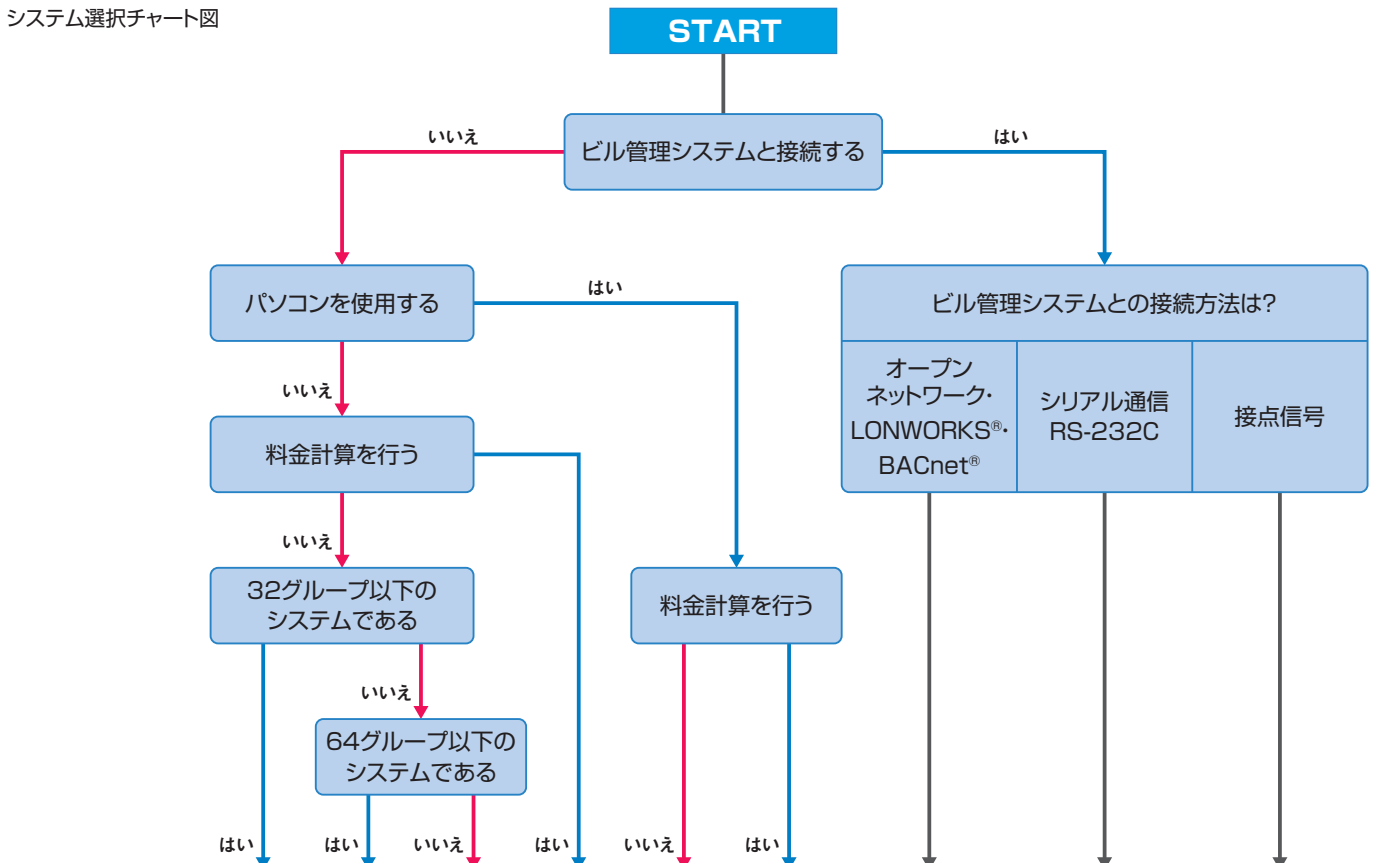 システム選択チャート図
START
ビル管理システムと接続する
いいえ
はい
パソコンを使用する
はい
ビル管理システムとの接続方法は?
オープン
ネットワーク・
LONWORKS®・
BACnet®
シリアル通信
RS-232C
接点信号
いいえ
料金計算を行う
いいえ
32グループ以下の
システムである
料金計算を行う
いいえ
64グループ以下の
システムである
はい
はい
いいえ
はい
いいえ
はい